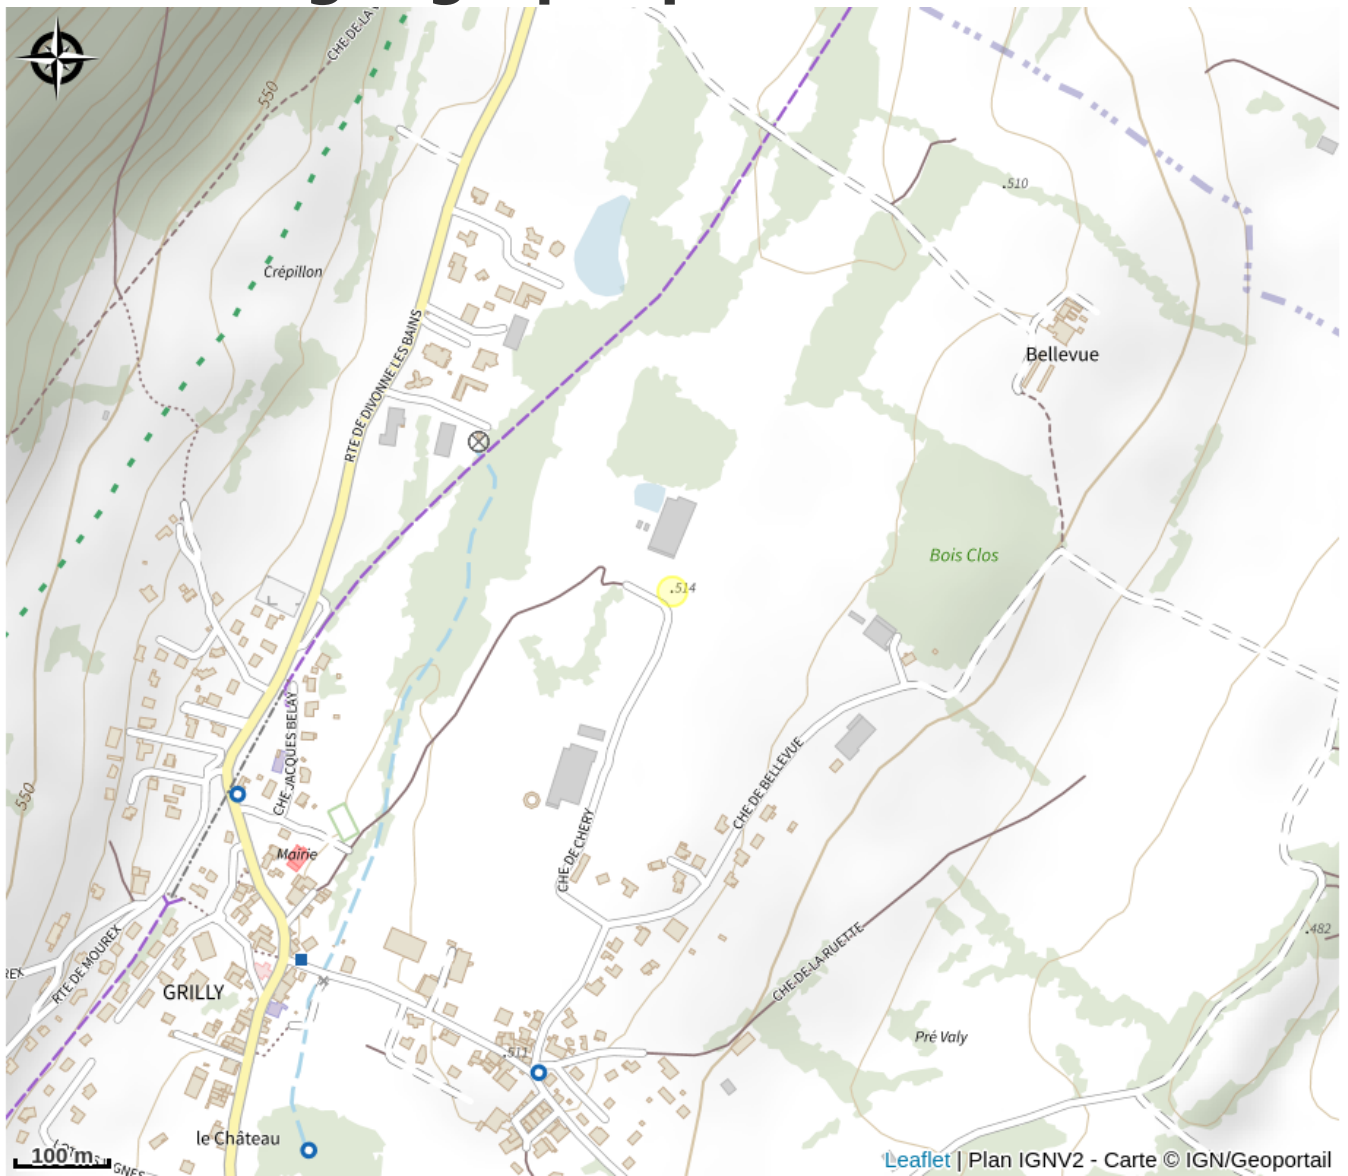 CHE DE LA
550
.510
Crépillon
RTE DE DIVONNE LES BAINS
Bellevue
Bois Clos
.514
CHE JACQUES BELAY
550
CHE DE BELLEVUE
CHE DE CHERY
Mairie
CHE DE LA RUETTE
.482
RTE DE MOUREX
GRILLY
Pré Valy
.511
le Château
100 m
Leaflet | Plan IGNV2 - Carte © IGN/Geoportail